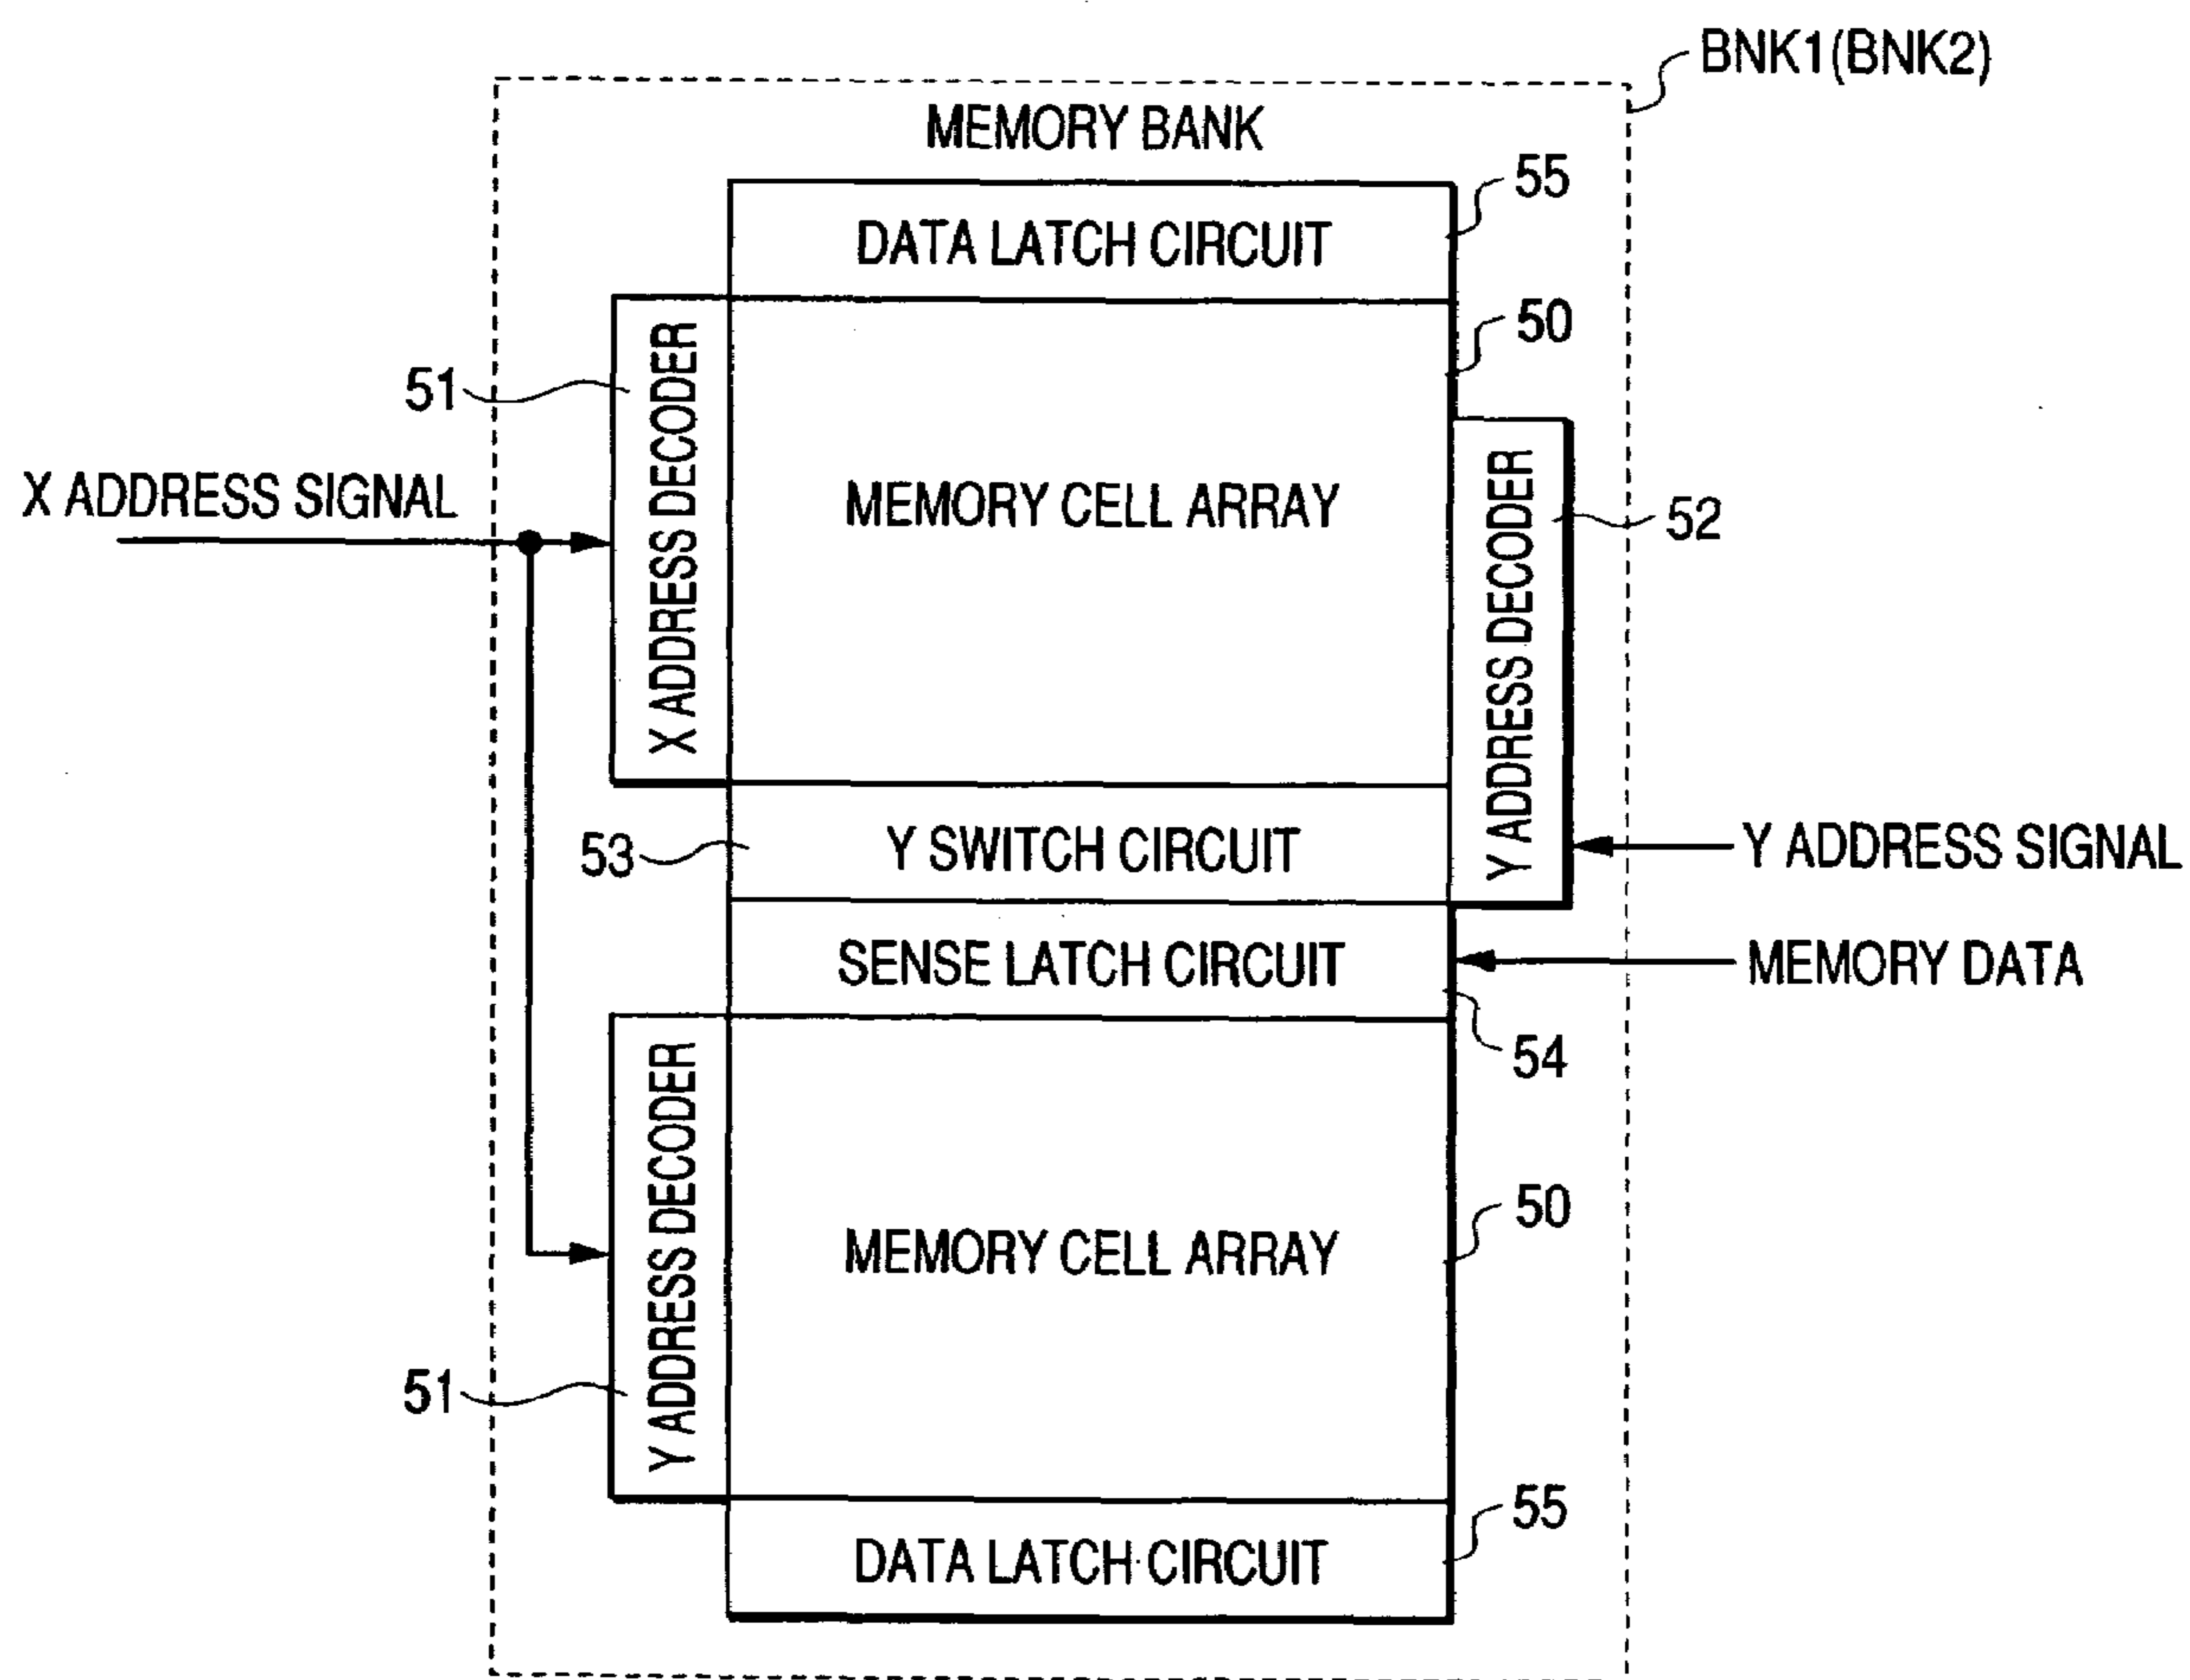 BNK1(BNK2)
MEMORY BANK
55
DATA LATCH CIRCUIT
50
51
X ADDRESS DECODER
MEMORY CELL ARRAY
X ADDRESS SIGNAL
Y ADDRESS DECODER
52
53
Y SWITCH CIRCUIT
Y ADDRESS SIGNAL
SENSE LATCH CIRCUIT
MEMORY DATA
54
Y ADDRESS DECODER
MEMORY CELL ARRAY
50
51
55
DATA LATCH CIRCUIT